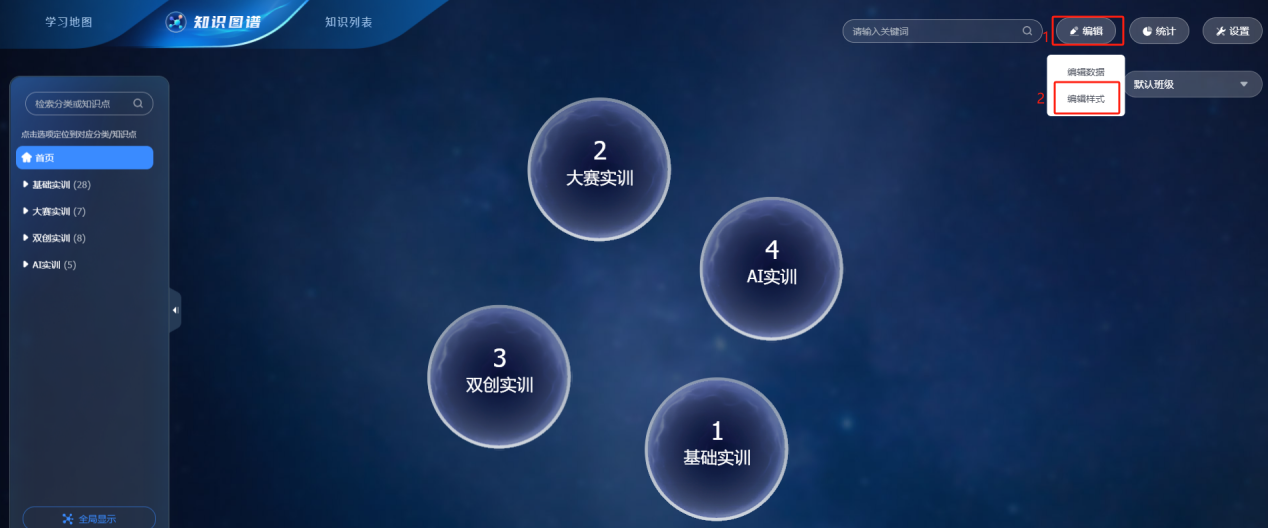 学习地图
知识图谱
知识列表
请输入关键词
1
编辑
统计
设置
编辑数据
2
编辑样式
默认班级
检索分类或知识点
点击选项定位到对应分类/知识点
首页
基础实训 (28)
大赛实训 (7)
双创实训 (8)
AI实训 (5)
2
大赛实训
4
AI实训
3
双创实训
1
基础实训
全局显示